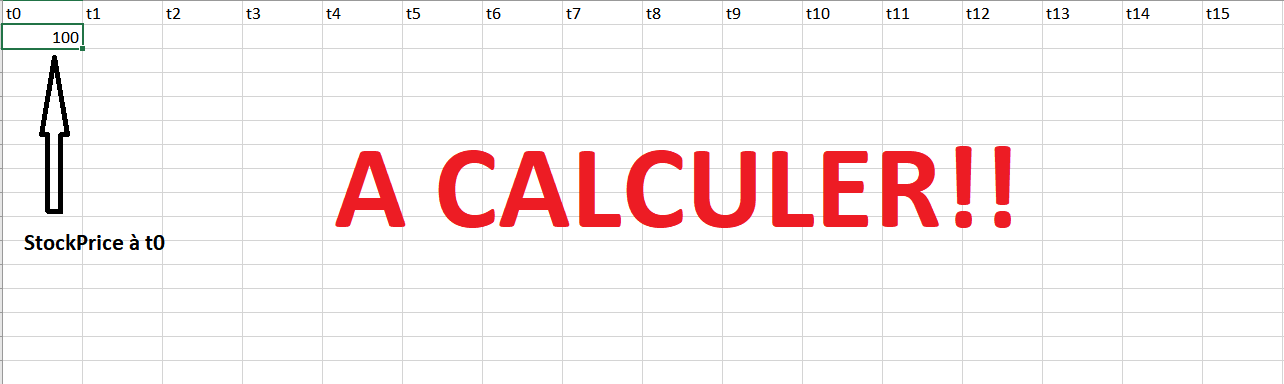 t0 t1 t2 t3 t4 t5 t6 t7 t8 t9 t10 t11 t12 t13 t14 t15
100
A CALCULER!!
StockPrice à t0